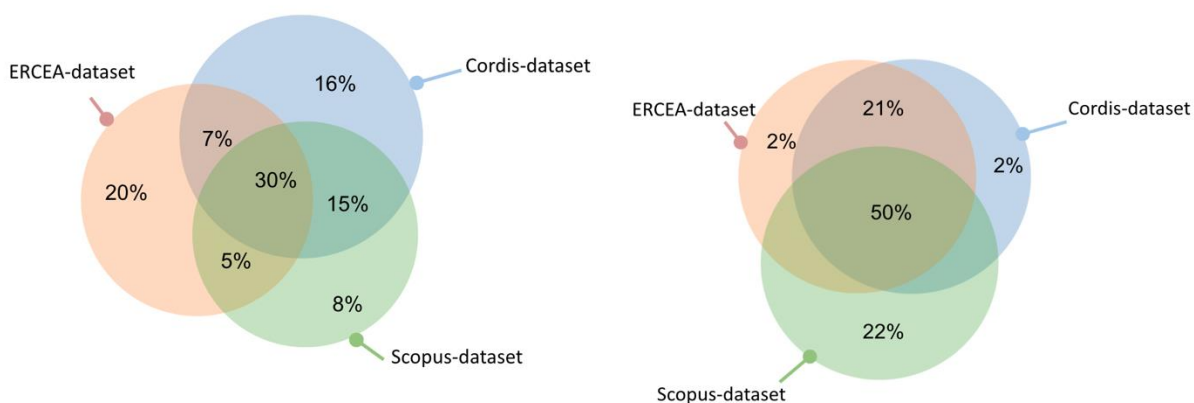 ERCEA-dataset
Cordis-dataset
16%
7%
20%
30%
15%
5%
8%
Scopus-dataset
ERCEA-dataset
Cordis-dataset
21%
2%
2%
50%
22%
Scopus-dataset